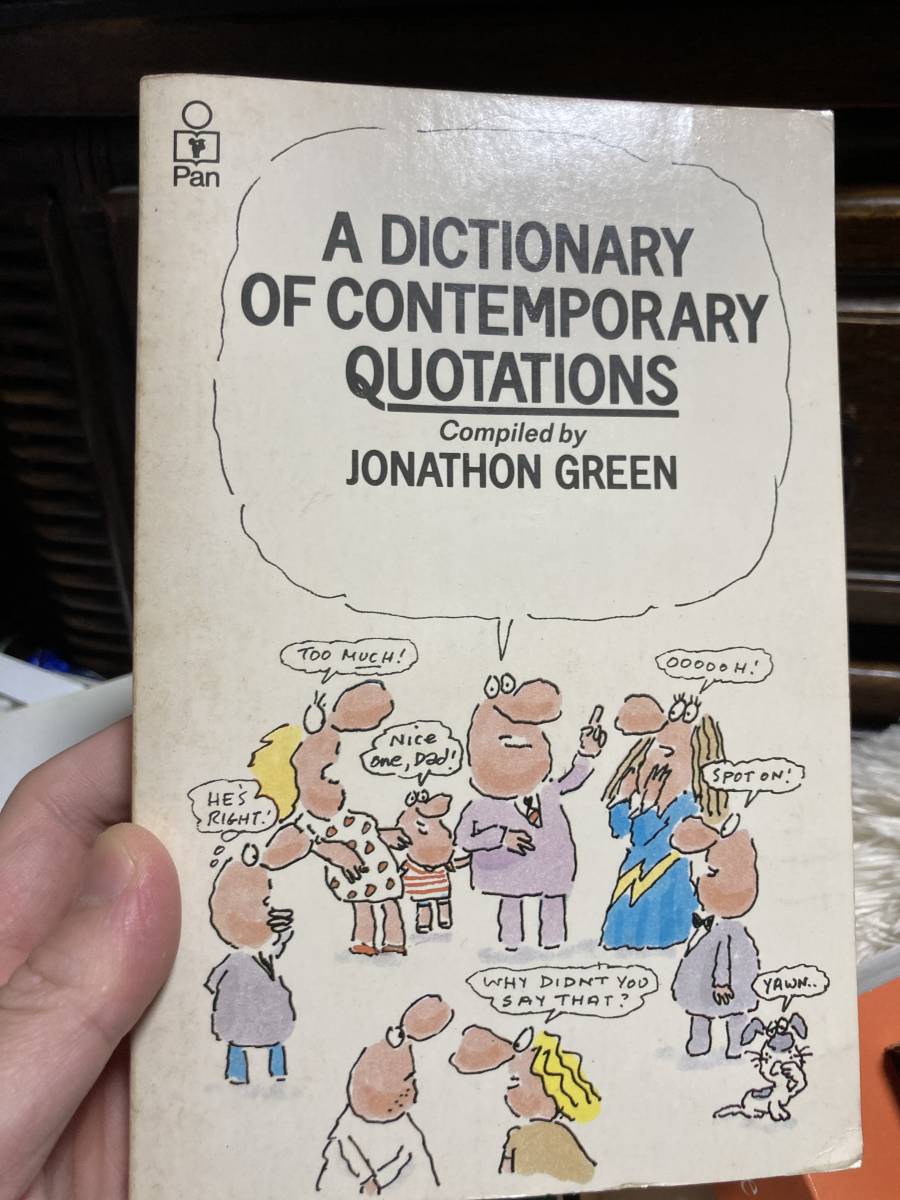 Pan
A DICTIONARY
OF CONTEMPORARY
QUOTATIONS
Compiled by
JONATHON GREEN
TOO MUCH!
OOOOOH!
NICE
ONE, DAD!
SPOT ON!
HE'S
RIGHT!
WHY DIDN'T YOU
SAY THAT?
YAWN..